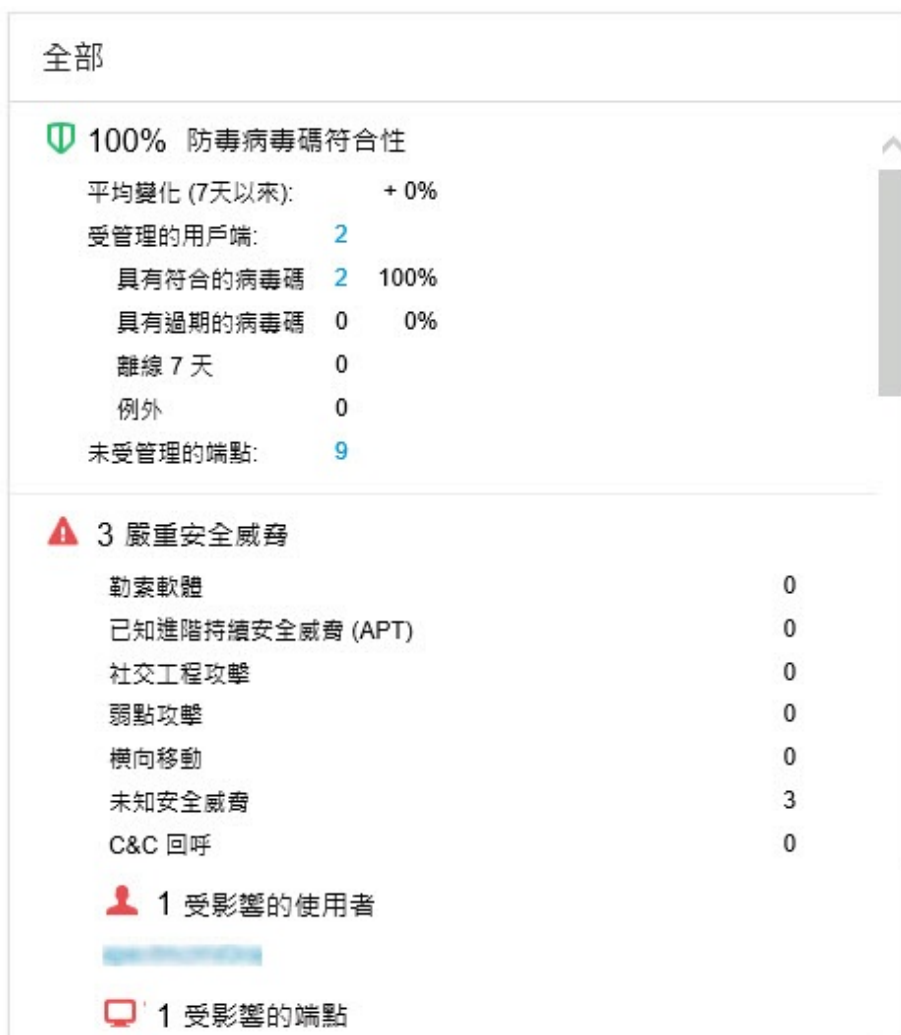 全部
100% 防毒病毒碼符合性
平均變化 (7天以來): + 0%
受管理的用戶端: 2
具有符合的病毒碼 2 100%
具有過期的病毒碼 0 0%
離線 7 天 0
例外 0
未受管理的端點: 9
3 嚴重安全威脅
勒索軟體 0
已知進階持續安全威脅 (APT) 0
社交工程攻擊 0
弱點攻擊 0
橫向移動 0
未知安全威脅 3
C&C 回呼 0
1 受影響的使用者
1 受影響的端點